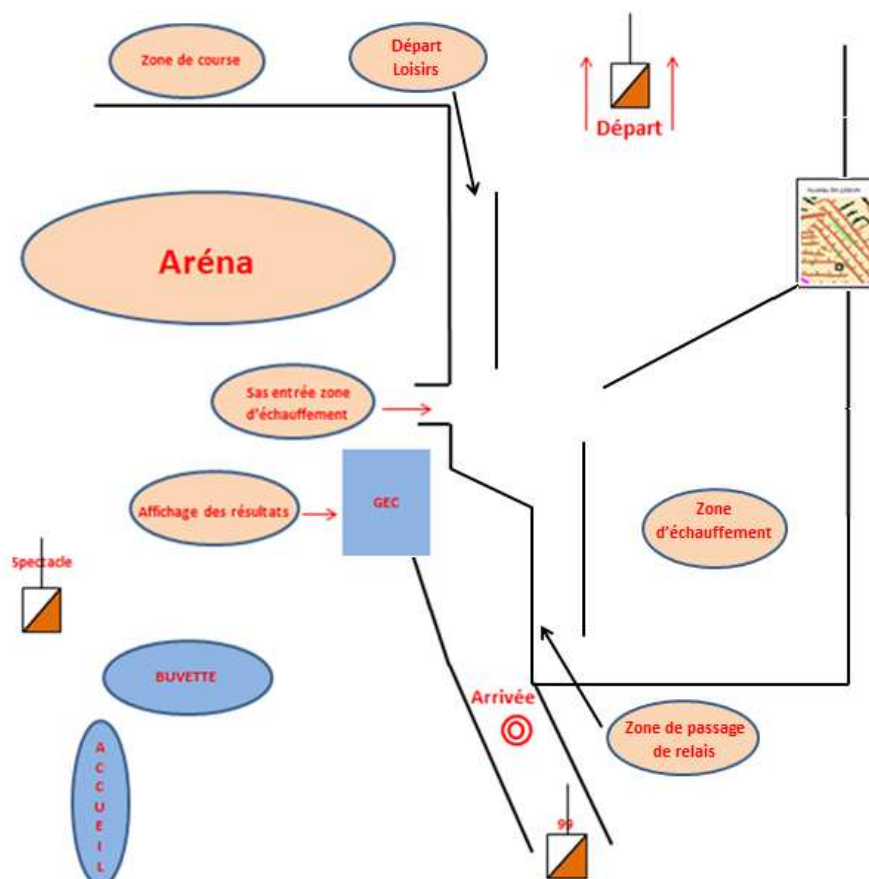 Zone de course
Départ
Loisirs
Départ
Aréna
Sas entrée zone
d'échauffement
Affichage des résultats
GEC
Zone
d'échauffement
Spectacle
BUVETTE
Arrivée
Zone de passage
de relais
ACCUEIL
99